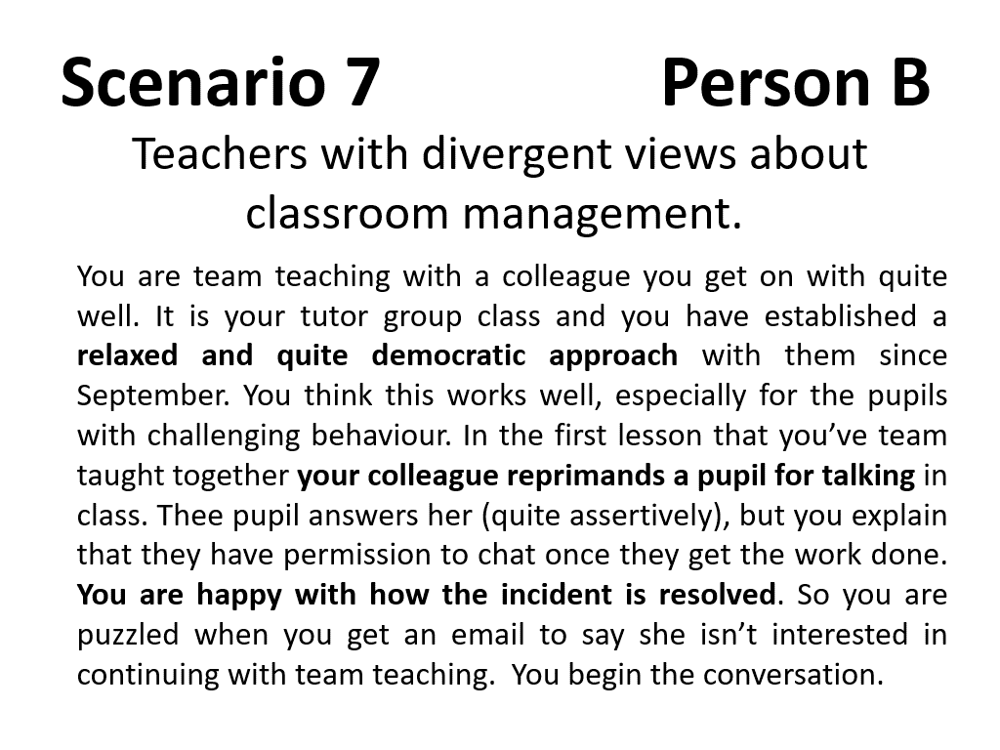 Scenario 7 Person B
Teachers with divergent views about
classroom management.
You are team teaching with a colleague you get on with quite
well. It is your tutor group class and you have established a
relaxed and quite democratic approach with them since
September. You think this works well, especially for the pupils
with challenging behaviour. In the first lesson that you’ve team
taught together your colleague reprimands a pupil for talking in
class. Thee pupil answers her (quite assertively), but you explain
that they have permission to chat once they get the work done.
You are happy with how the incident is resolved. So you are
puzzled when you get an email to say she isn’t interested in
continuing with team teaching. You begin the conversation.